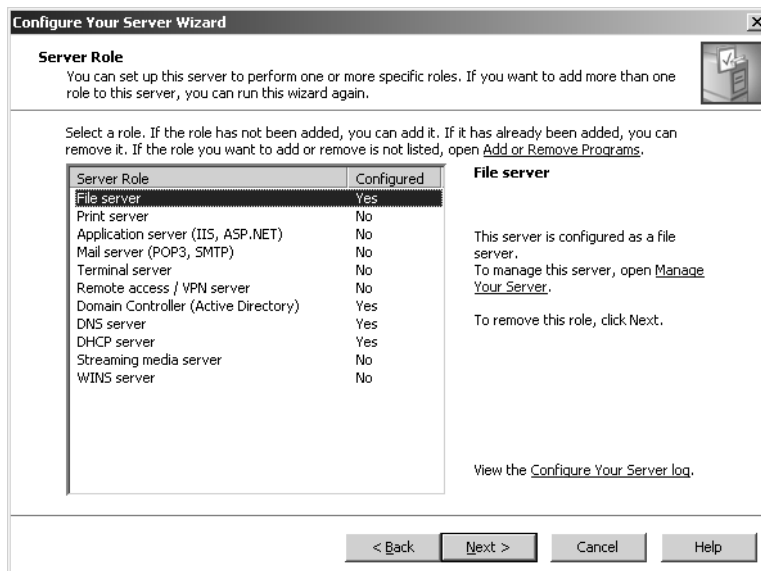 Configure Your Server Wizard
Server Role
You can set up this server to perform one or more specific roles. If you want to add more than one
role to this server, you can run this wizard again.
Select a role. If the role has not been added, you can add it. If it has already been added, you can
remove it. If the role you want to add or remove is not listed, open Add or Remove Programs.
Server Role Configured
File server Yes
Print server No
Application server (IIS, ASP.NET) No
Mail server (POP3, SMTP) No
Terminal server No
Remote access / VPN server No
Domain Controller (Active Directory) Yes
DNS server Yes
DHCP server Yes
Streaming media server No
WINS server No
File server
This server is configured as a file
server.
To manage this server, open Manage
Your Server.
To remove this role, click Next.
View the Configure Your Server log.
< Back Next > Cancel Help